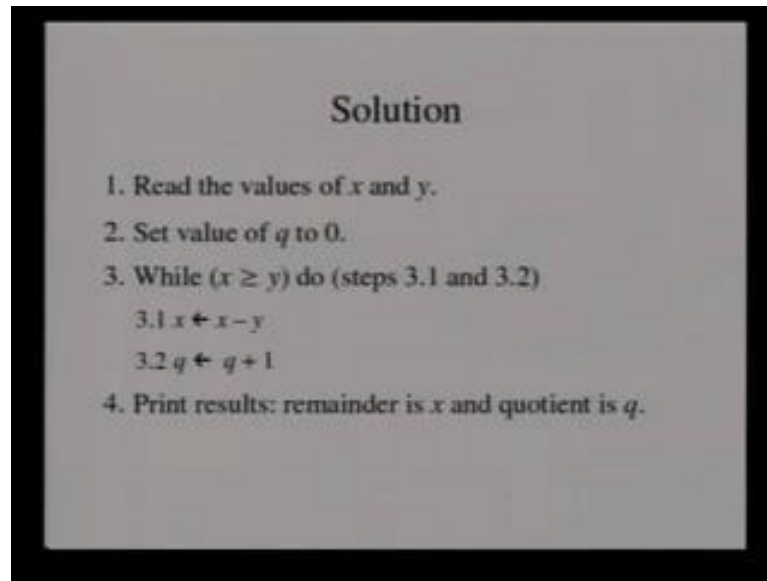 Solution
1. Read the values of x and y.
2. Set value of q to 0.
3. While (x ≥ y) do (steps 3.1 and 3.2)
3.1 x ← x – y
3.2 q ← q + 1
4. Print results: remainder is x and quotient is q.